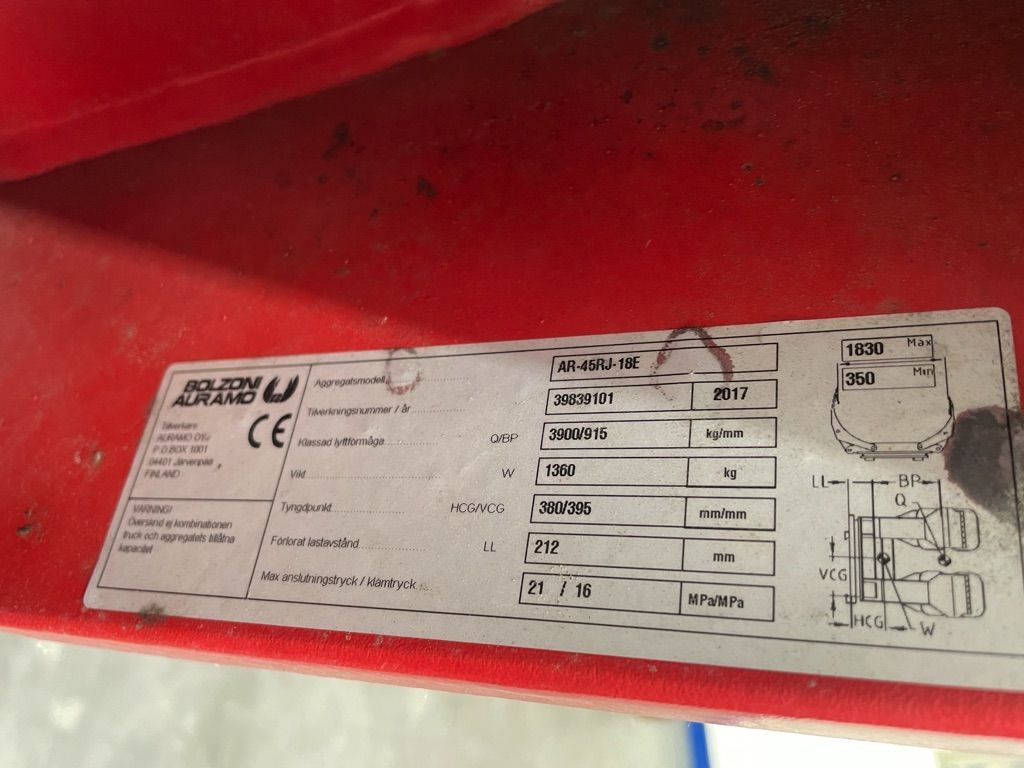 BOLZONI
AURAMO
CE
Tillverkare:
AURAMO OYJ
P.O.BOX 1001
04401 Järvenpää
FINLAND
VARNING!
Överskrid ej kombinationen
truck och aggregatets tillåtna
kapacitet
Aggregatsmodell AR-45RJ-18E
Tillverkningsnummer / år 39839101 2017
Klassad lyftförmåga Q/BP 3900/915 kg/mm
Vikt W 1360 kg
Tyngdpunkt HCG/VCG 380/395 mm/mm
Förlorat lastavstånd LL 212 mm
Max anslutningstryck / klämtryck 21 / 16 MPa/MPa
1830 Max
350 Min
LL BP
Q
VCG
HCG W